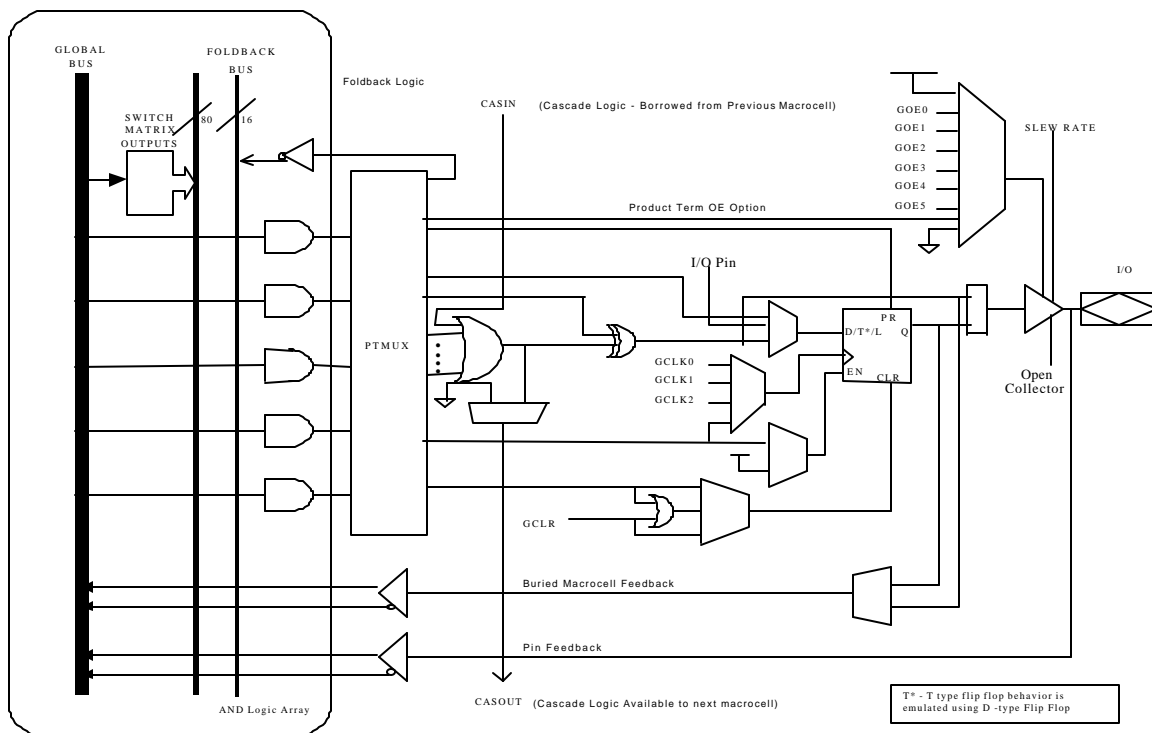 GLOBAL
BUS
FOLDBACK
BUS
Foldback Logic
CASIN
(Cascade Logic - Borrowed from Previous Macrocell)
SWITCH
MATRIX
OUTPUTS
80
16
GOE0
GOE1
GOE2
GOE3
GOE4
GOE5
SLEW RATE
Product Term OE Option
I/O Pin
I/O
PTMUX
PR
D/T*/L
Q
EN
CLR
GCLK0
GCLK1
GCLK2
Open
Collector
GCLR
Buried Macrocell Feedback
Pin Feedback
CASOUT
(Cascade Logic Available to next macrocell)
AND Logic Array
T* - T type flip flop behavior is
emulated using D -type Flip Flop